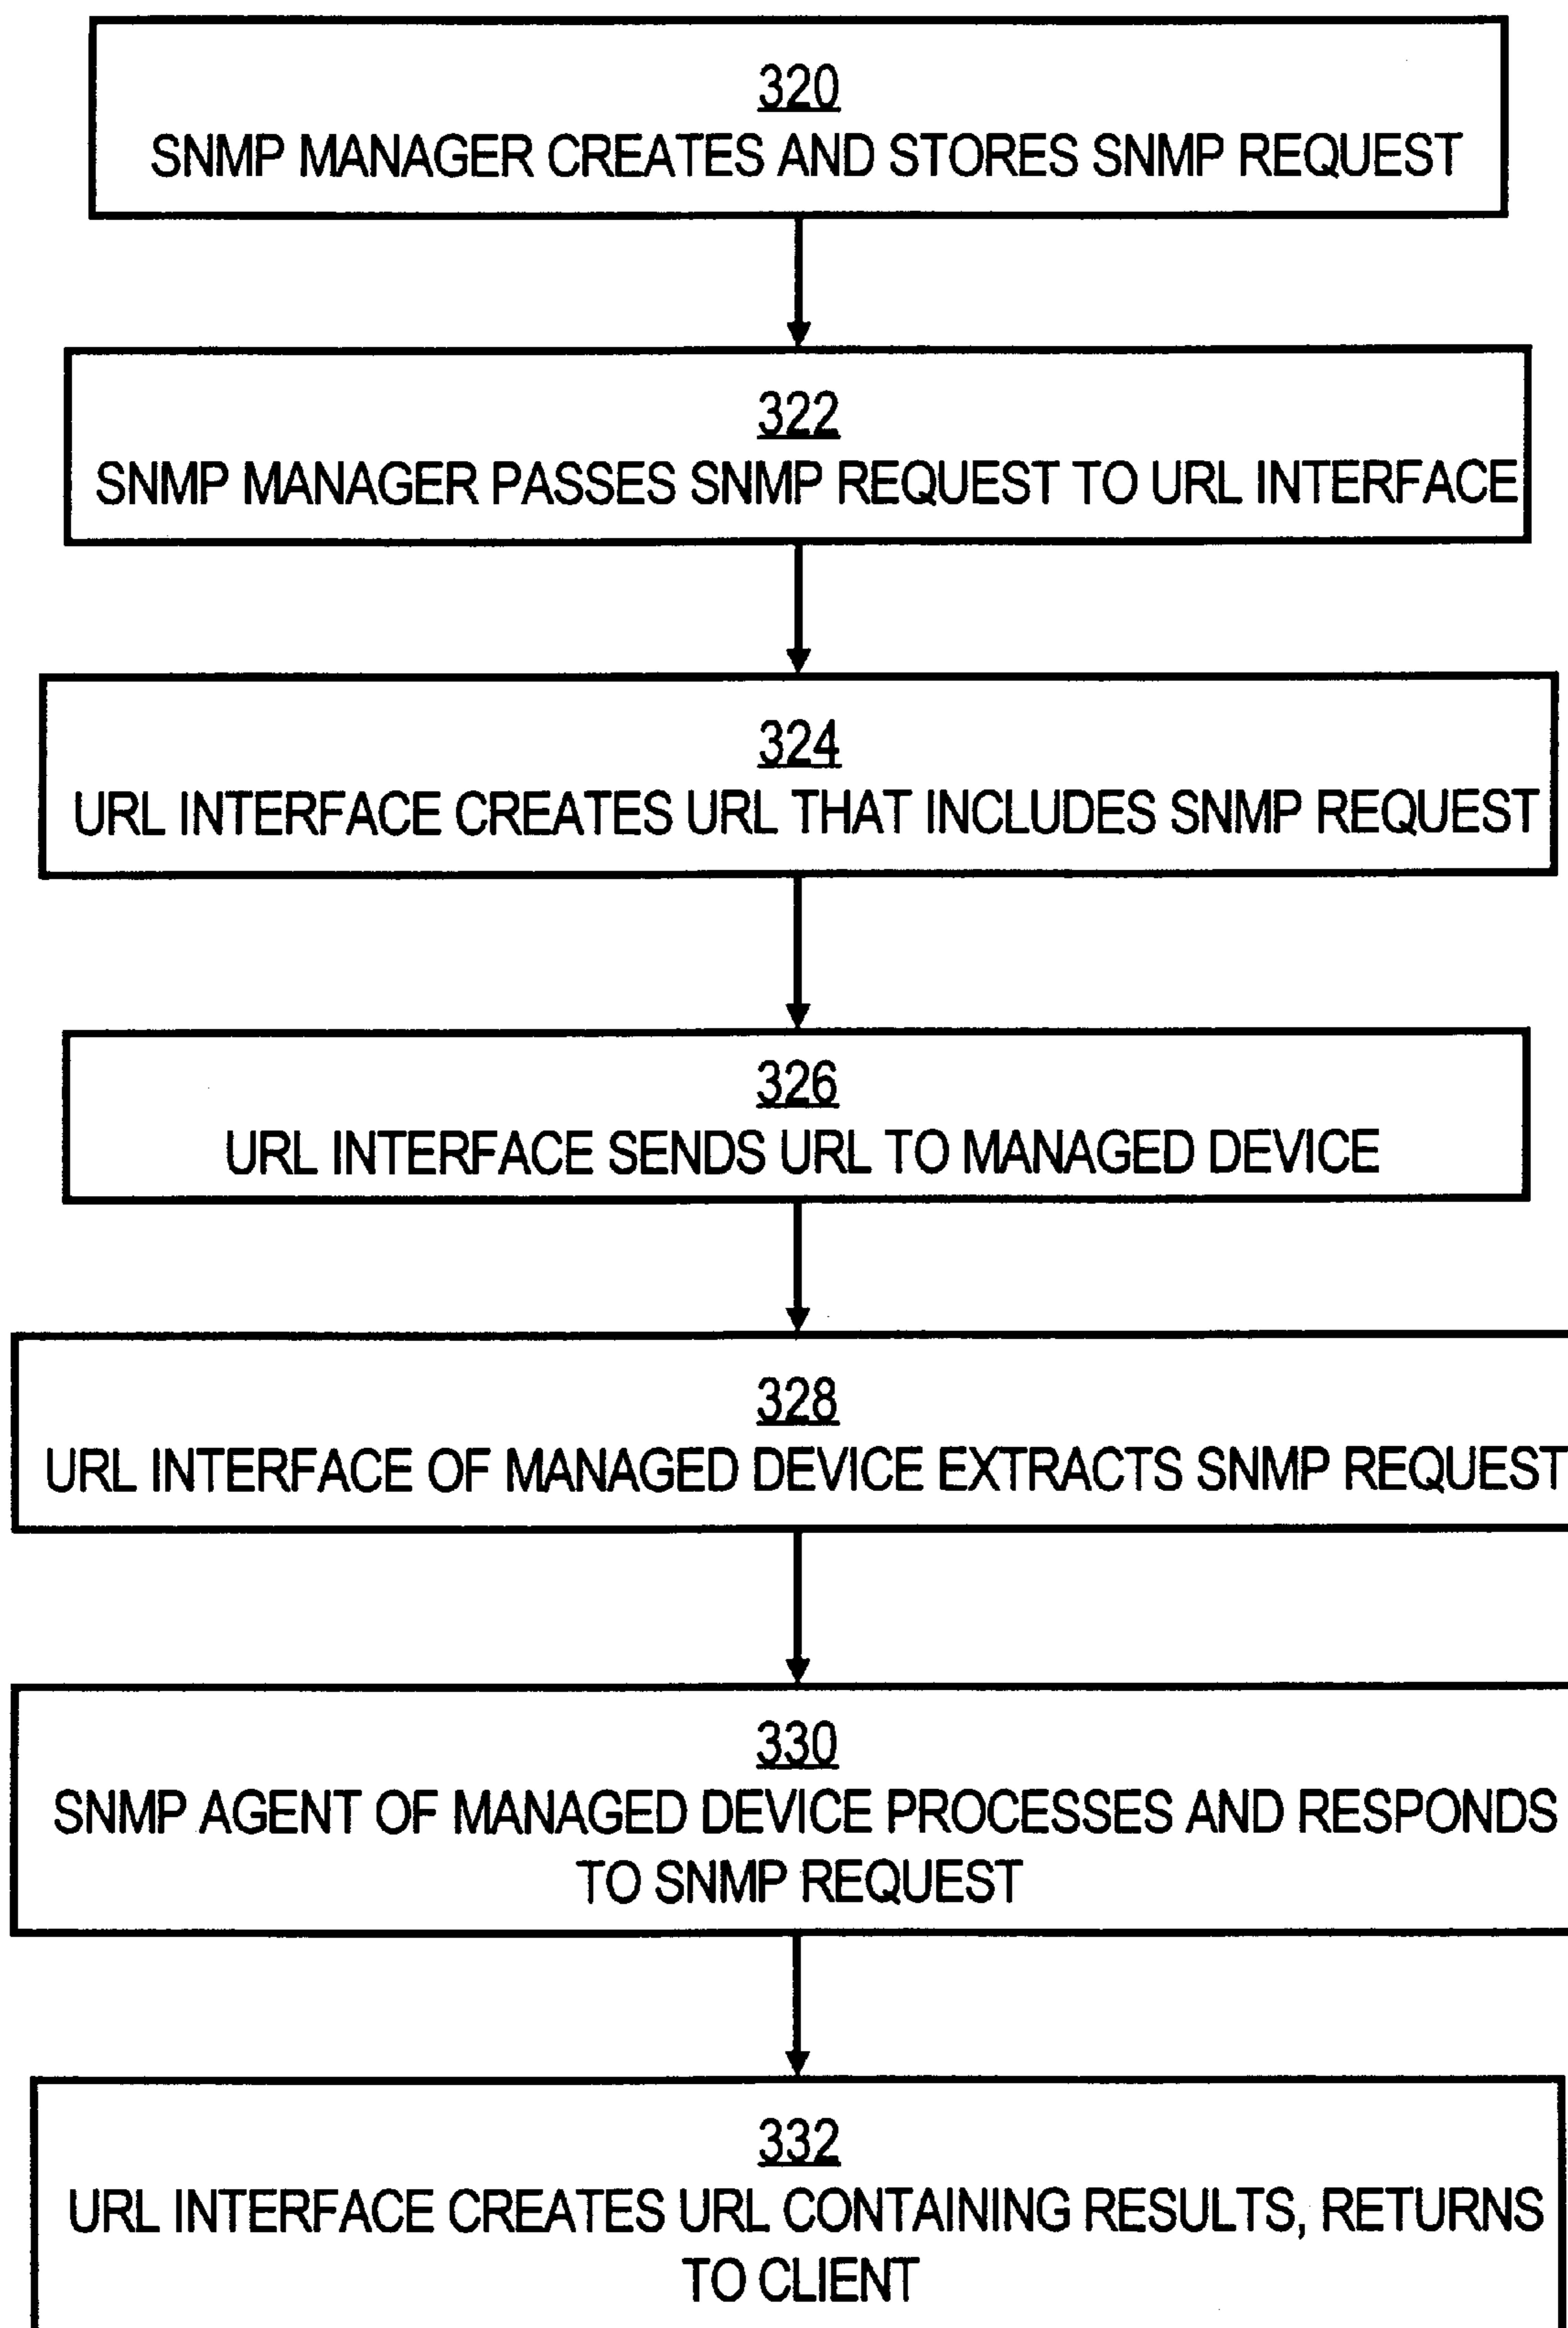 320
SNMP MANAGER CREATES AND STORES SNMP REQUEST
322
SNMP MANAGER PASSES SNMP REQUEST TO URL INTERFACE
324
URL INTERFACE CREATES URL THAT INCLUDES SNMP REQUEST
326
URL INTERFACE SENDS URL TO MANAGED DEVICE
328
URL INTERFACE OF MANAGED DEVICE EXTRACTS SNMP REQUEST
330
SNMP AGENT OF MANAGED DEVICE PROCESSES AND RESPONDS
TO SNMP REQUEST
332
URL INTERFACE CREATES URL CONTAINING RESULTS, RETURNS
TO CLIENT